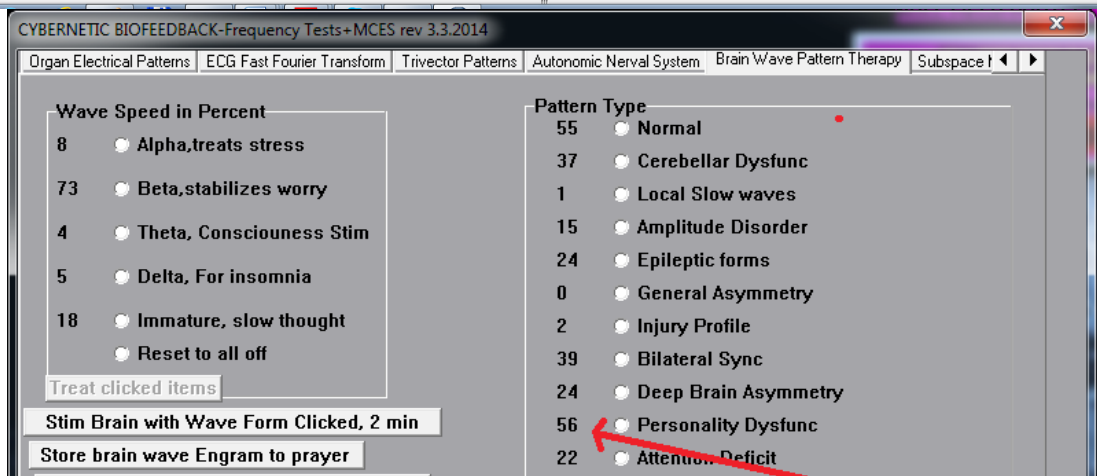 CYBERNETIC BIOFEEDBACK-Frequency Tests+MCES rev 3.3.2014
Organ Electrical Patterns ECG Fast Fourier Transform Trivector Patterns Autonomic Nerval System Brain Wave Pattern Therapy Subspace
Wave Speed in Percent
8 Alpha,treats stress
73 Beta,stabilizes worry
4 Theta, Consciouness Stim
5 Delta, For insomnia
18 Immature, slow thought
Reset to all off
Treat clicked items
Stim Brain with Wave Form Clicked, 2 min
Store brain wave Engram to prayer
Pattern Type
55 Normal
37 Cerebellar Dysfunc
1 Local Slow waves
15 Amplitude Disorder
24 Epileptic forms
0 General Asymmetry
2 Injury Profile
39 Bilateral Sync
24 Deep Brain Asymmetry
56 Personality Dysfunc
22 Attention Deficit